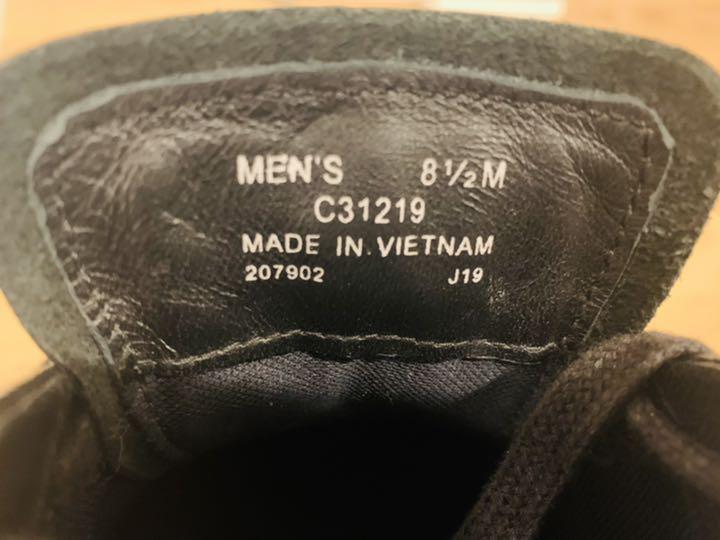 MEN'S 8½M
C31219
MADE IN.VIETNAM
207902 J19